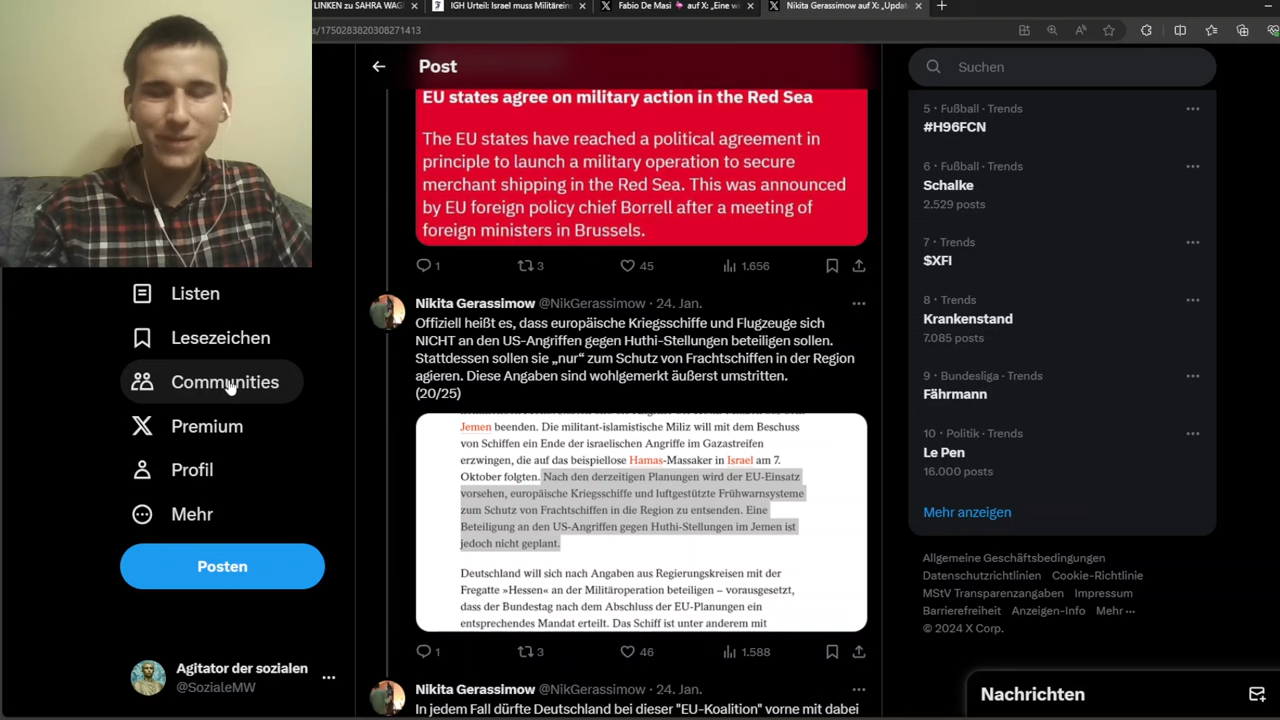 LINKEN zu SAHRA WAG
IGH Urteil: Israel muss Militärein
Fabio De Masi 🦩 auf X: „Eine wi
Nikita Gerassimow auf X: „Updat
s/1750283820308271413
Post
Suchen
EU states agree on military action in the Red Sea
The EU states have reached a political agreement in
principle to launch a military operation to secure
merchant shipping in the Red Sea. This was announced
by EU foreign policy chief Borrell after a meeting of
foreign ministers in Brussels.
1
3
45
1.656
Nikita Gerassimow @NikGerassimow · 24. Jan.
Offiziell heißt es, dass europäische Kriegsschiffe und Flugzeuge sich
NICHT an den US-Angriffen gegen Huthi-Stellungen beteiligen sollen.
Stattdessen sollen sie „nur" zum Schutz von Frachtschiffen in der Region
agieren. Diese Angaben sind wohlgemerkt äußerst umstritten.
(20/25)
Jemen beenden. Die militant-islamistische Miliz will mit dem Beschuss
von Schiffen ein Ende der israelischen Angriffe im Gazastreifen
erzwingen, die auf das beispiellose Hamas-Massaker in Israel am 7.
Oktober folgten. Nach den derzeitigen Planungen wird der EU-Einsatz
vorsehen, europäische Kriegsschiffe und luftgestützte Frühwarnsysteme
zum Schutz von Frachtschiffen in die Region zu entsenden. Eine
Beteiligung an den US-Angriffen gegen Huthi-Stellungen im Jemen ist
jedoch nicht geplant.
Deutschland will sich nach Angaben aus Regierungskreisen mit der
Fregatte »Hessen« an der Militäroperation beteiligen – vorausgesetzt,
dass der Bundestag nach dem Abschluss der EU-Planungen ein
entsprechendes Mandat erteilt. Das Schiff ist unter anderem mit
1
3
46
1.588
Nikita Gerassimow @NikGerassimow · 24. Jan.
In jedem Fall dürfte Deutschland bei dieser "EU-Koalition" vorne mit dabei
Listen
Lesezeichen
Communities
Premium
Profil
Mehr
Posten
Agitator der sozialen
@SozialeMW
5 · Fußball · Trends
#H96FCN
6 · Fußball · Trends
Schalke
2.529 posts
7 · Trends
$XFI
8 · Trends
Krankenstand
7.085 posts
9 · Bundesliga · Trends
Fährmann
10 · Politik · Trends
Le Pen
16.000 posts
Mehr anzeigen
Allgemeine Geschäftsbedingungen
Datenschutzrichtlinien Cookie-Richtlinie
MStV Transparenzangaben Impressum
Barrierefreiheit Anzeigen-Info Mehr ···
© 2024 X Corp.
Nachrichten